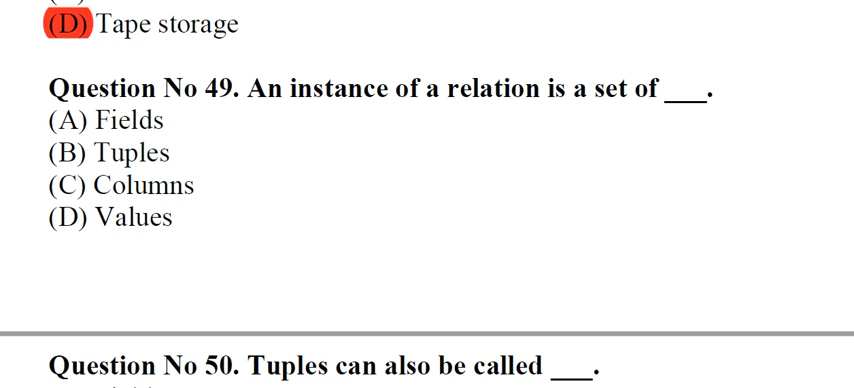 (D) Tape storage
Question No 49. An instance of a relation is a set of ___.
(A) Fields
(B) Tuples
(C) Columns
(D) Values
Question No 50. Tuples can also be called ___.